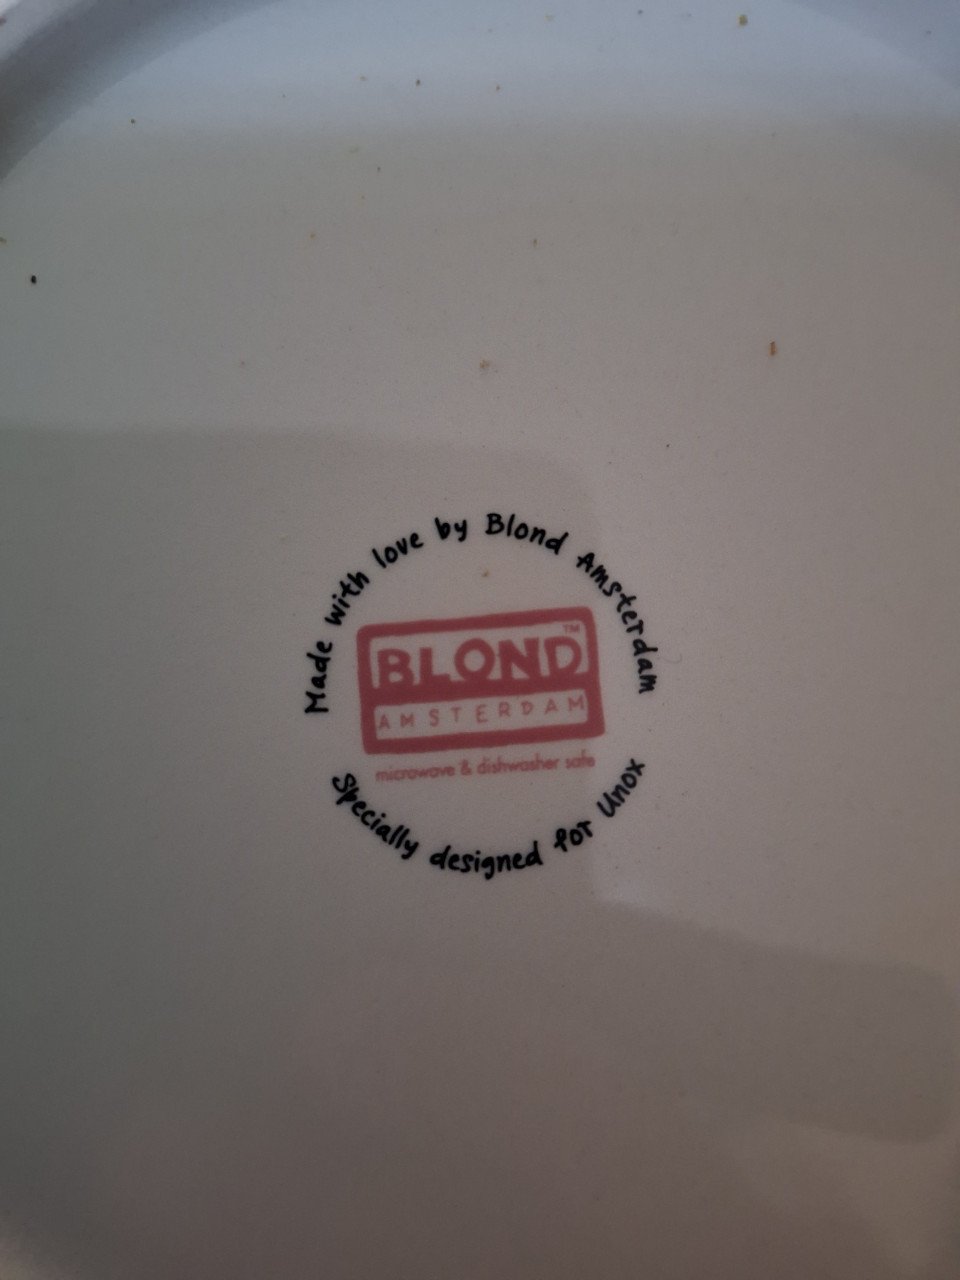 Made with love by Blond Amsterdam
BLOND™
AMSTERDAM
microwave & dishwasher safe
Specially designed for Unox